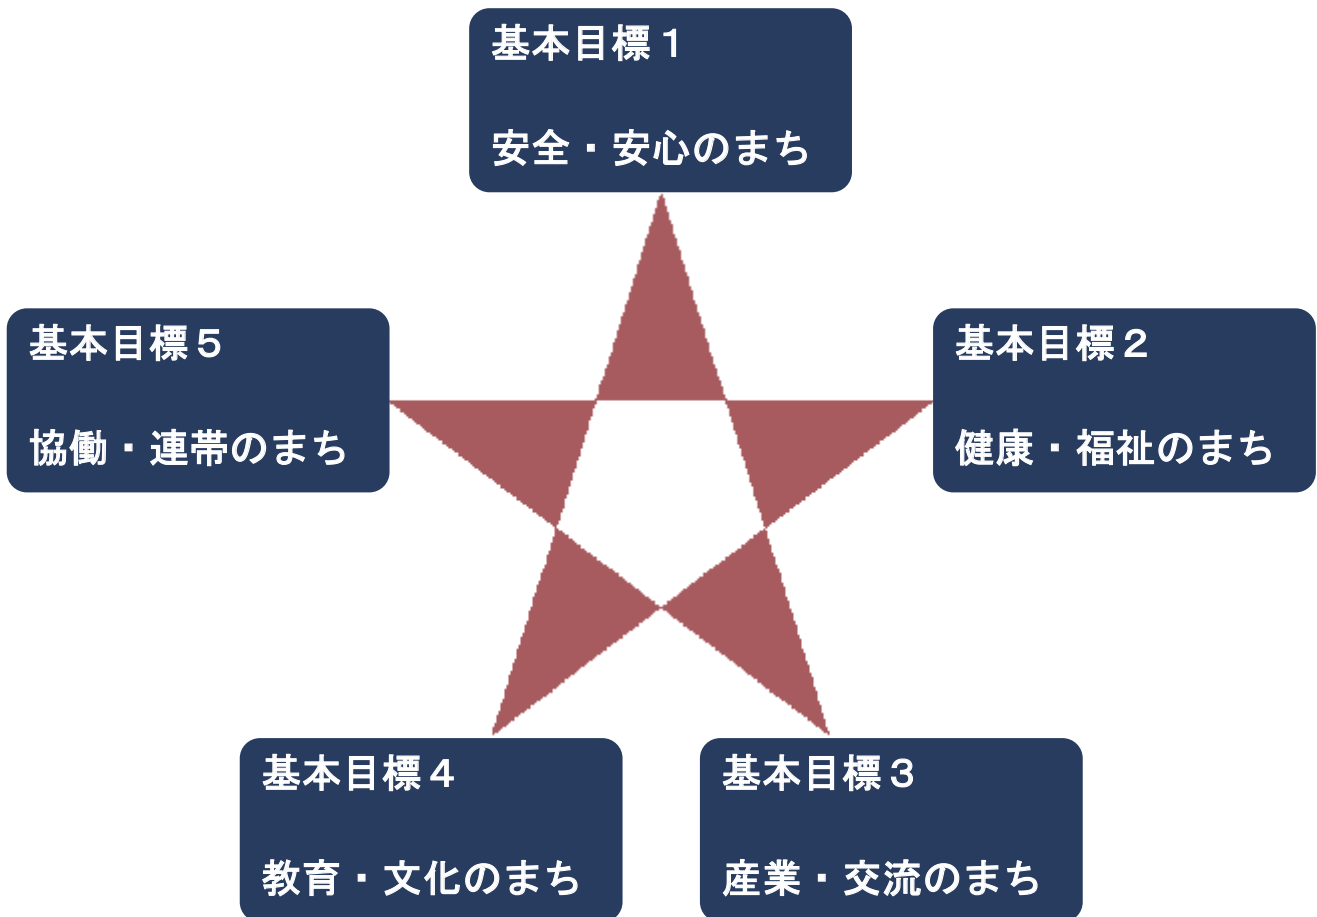 基本目標１
安全・安心のまち
基本目標２
健康・福祉のまち
基本目標３
産業・交流のまち
基本目標４
教育・文化のまち
基本目標５
協働・連帯のまち